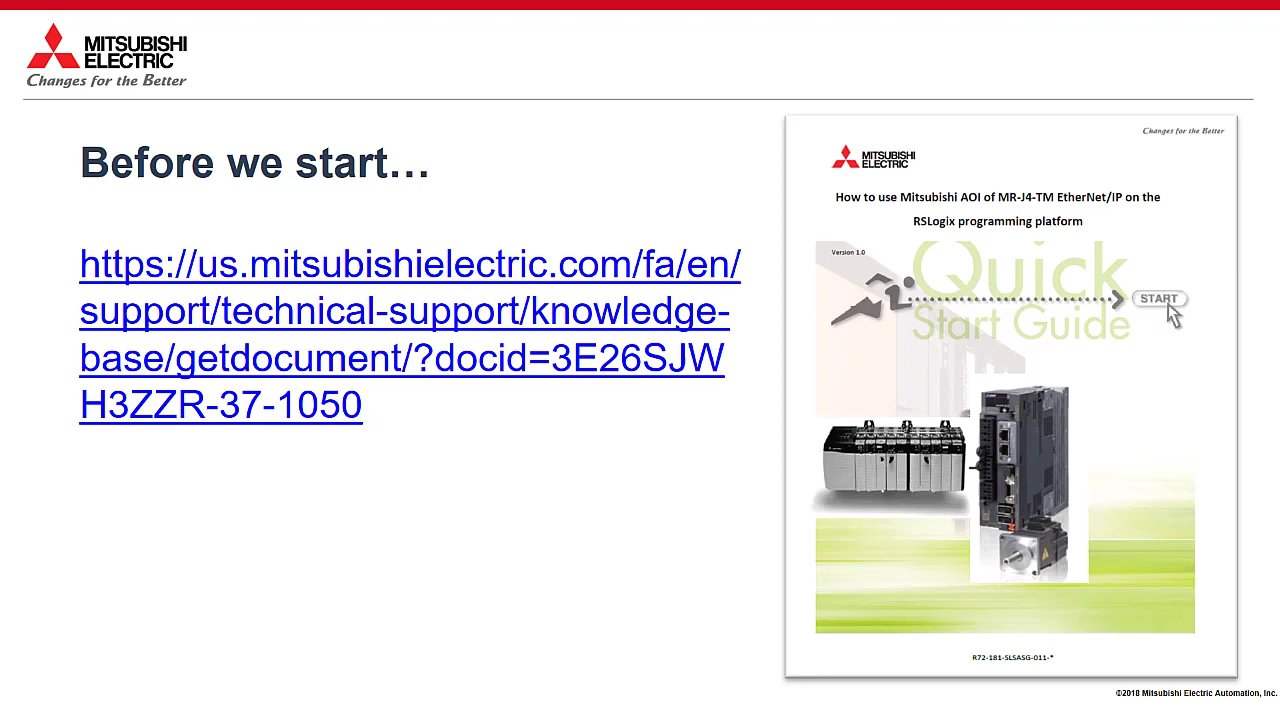 MITSUBISHI
ELECTRIC
Changes for the Better
Before we start…
https://us.mitsubishielectric.com/fa/en/
support/technical-support/knowledge-
base/getdocument/?docid=3E26SJW
H3ZZR-37-1050
Changes for the Better
MITSUBISHI
ELECTRIC
How to use Mitsubishi AOI of MR-J4-TM EtherNet/IP on the
RSLogix programming platform
Version 1.0
Quick
START
Start Guide
R72-181-SLSASG-011-*
©2018 Mitsubishi Electric Automation, Inc.